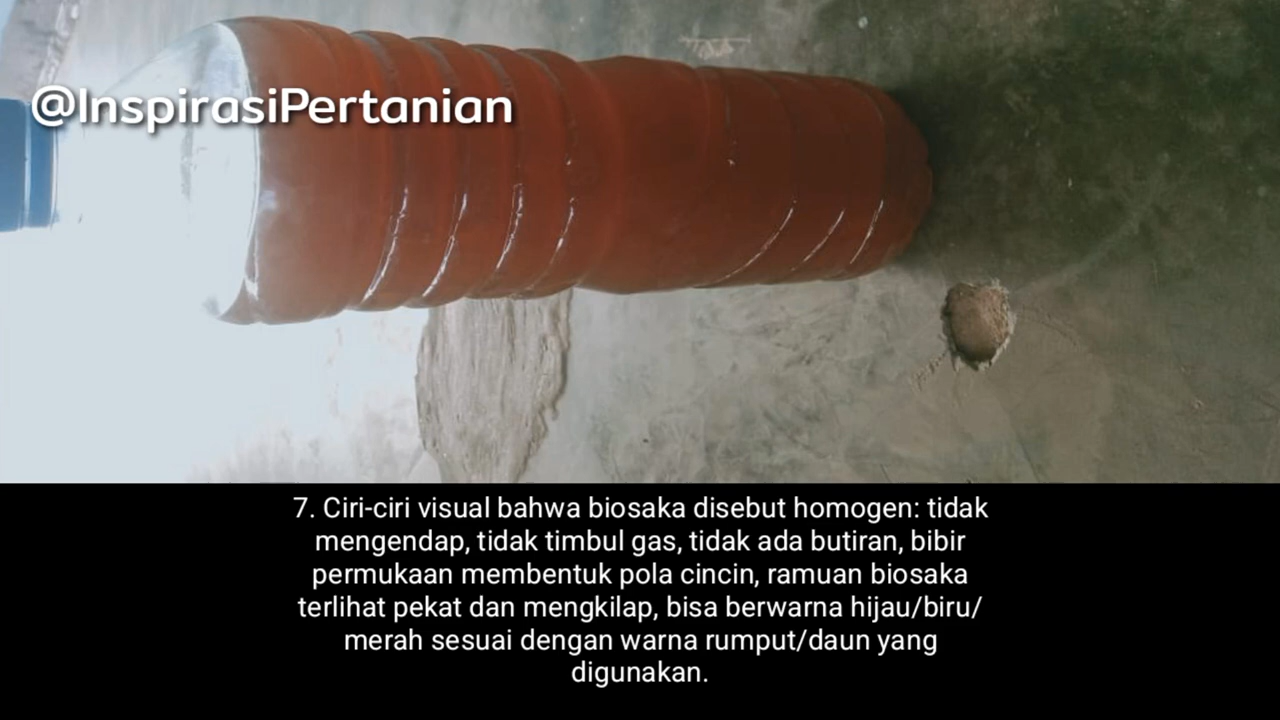 @InspirasiPertanian
7. Ciri-ciri visual bahwa biosaka disebut homogen: tidak
mengendap, tidak timbul gas, tidak ada butiran, bibir
permukaan membentuk pola cincin, ramuan biosaka
terlihat pekat dan mengkilap, bisa berwarna hijau/biru/
merah sesuai dengan warna rumput/daun yang
digunakan.